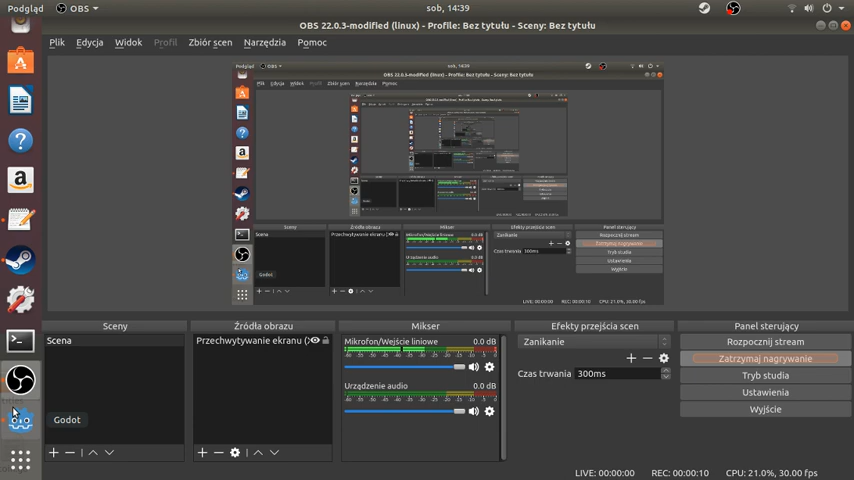 Podgląd OBS sob, 14:39
OBS 22.0.3-modified (linux) - Profile: Bez tytułu - Sceny: Bez tytułu
Plik Edycja Widok Profil Zbiór scen Narzędzia Pomoc
Sceny Źródła obrazu Mikser Efekty przejścia scen Panel sterujący
Scena Przechwytywanie ekranu ( Mikrofon/Wejście liniowe 0.0 dB Zanikanie Rozpocznij stream
Zatrzymaj nagrywanie
Czas trwania 300ms Tryb studia
Urządzenie audio 0.0 dB
Ustawienia
Wyjście
Godot
LIVE: 00:00:00 REC: 00:00:10 CPU: 21.0%, 30.00 fps